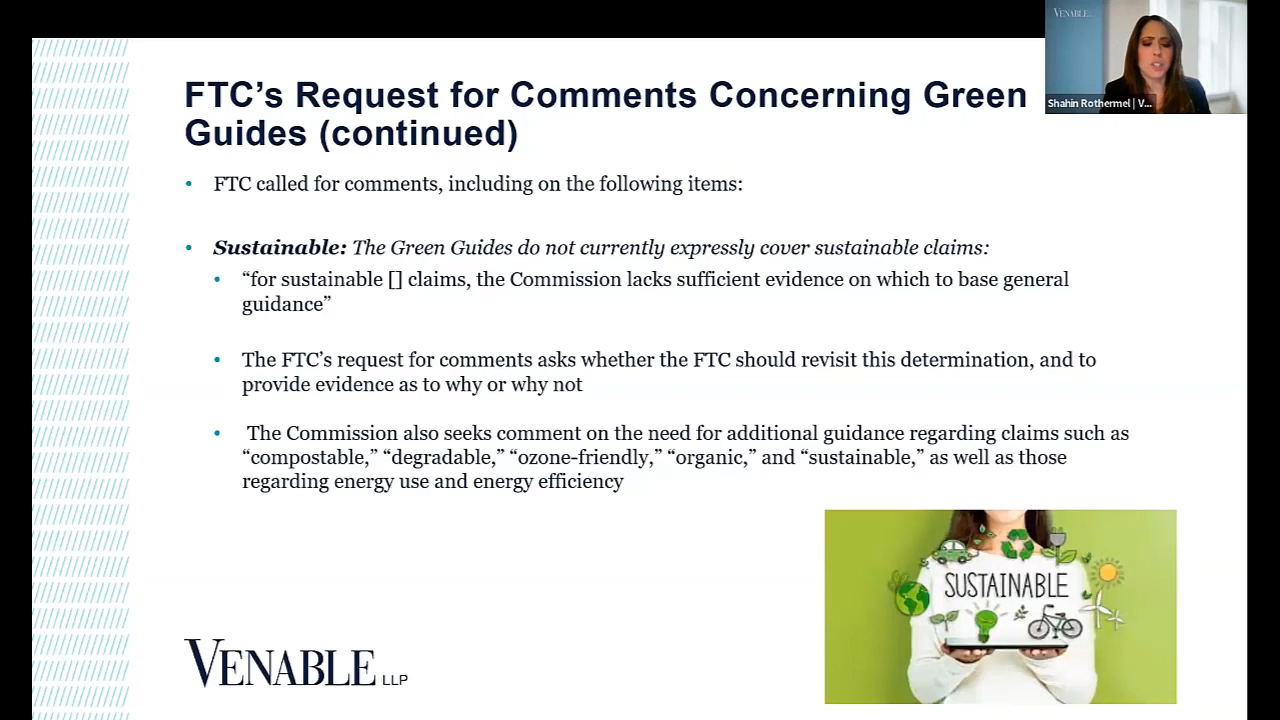 VENABLE
Shahin Rothermel | V...
FTC’s Request for Comments Concerning Green
Guides (continued)
• FTC called for comments, including on the following items:
• Sustainable: The Green Guides do not currently expressly cover sustainable claims:
• “for sustainable [] claims, the Commission lacks sufficient evidence on which to base general
guidance”
• The FTC’s request for comments asks whether the FTC should revisit this determination, and to
provide evidence as to why or why not
• The Commission also seeks comment on the need for additional guidance regarding claims such as
“compostable,” “degradable,” “ozone-friendly,” “organic,” and “sustainable,” as well as those
regarding energy use and energy efficiency
SUSTAINABLE
VENABLE LLP